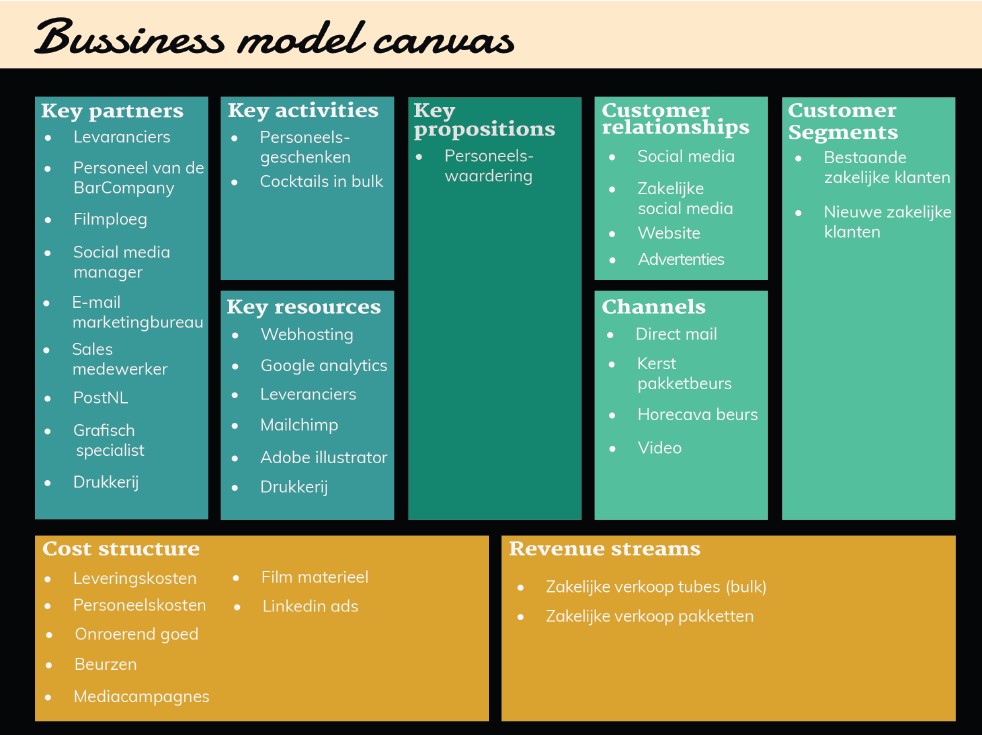 Bussiness model canvas
Key partners
• Levaranciers
• Personeel van de
BarCompany
• Filmploeg
• Social media
manager
• E-mail
marketingbureau
• Sales
medewerker
• PostNL
• Grafisch
specialist
• Drukkerij
Key activities
• Personeels-
geschenken
• Cocktails in bulk
Key resources
• Webhosting
• Google analytics
• Leveranciers
• Mailchimp
• Adobe illustrator
• Drukkerij
Key
propositions
• Personeels-
waardering
Customer
relationships
• Social media
• Zakelijke
social media
• Website
• Advertenties
Channels
• Direct mail
• Kerst
pakketbeurs
• Horecava beurs
• Video
Customer
Segments
• Bestaande
zakelijke klanten
• Nieuwe zakelijke
klanten
Cost structure
• Leveringskosten
• Personeelskosten
• Onroerend goed
• Beurzen
• Mediacampagnes
• Film materieel
• Linkedin ads
Revenue streams
• Zakelijke verkoop tubes (bulk)
• Zakelijke verkoop pakketten